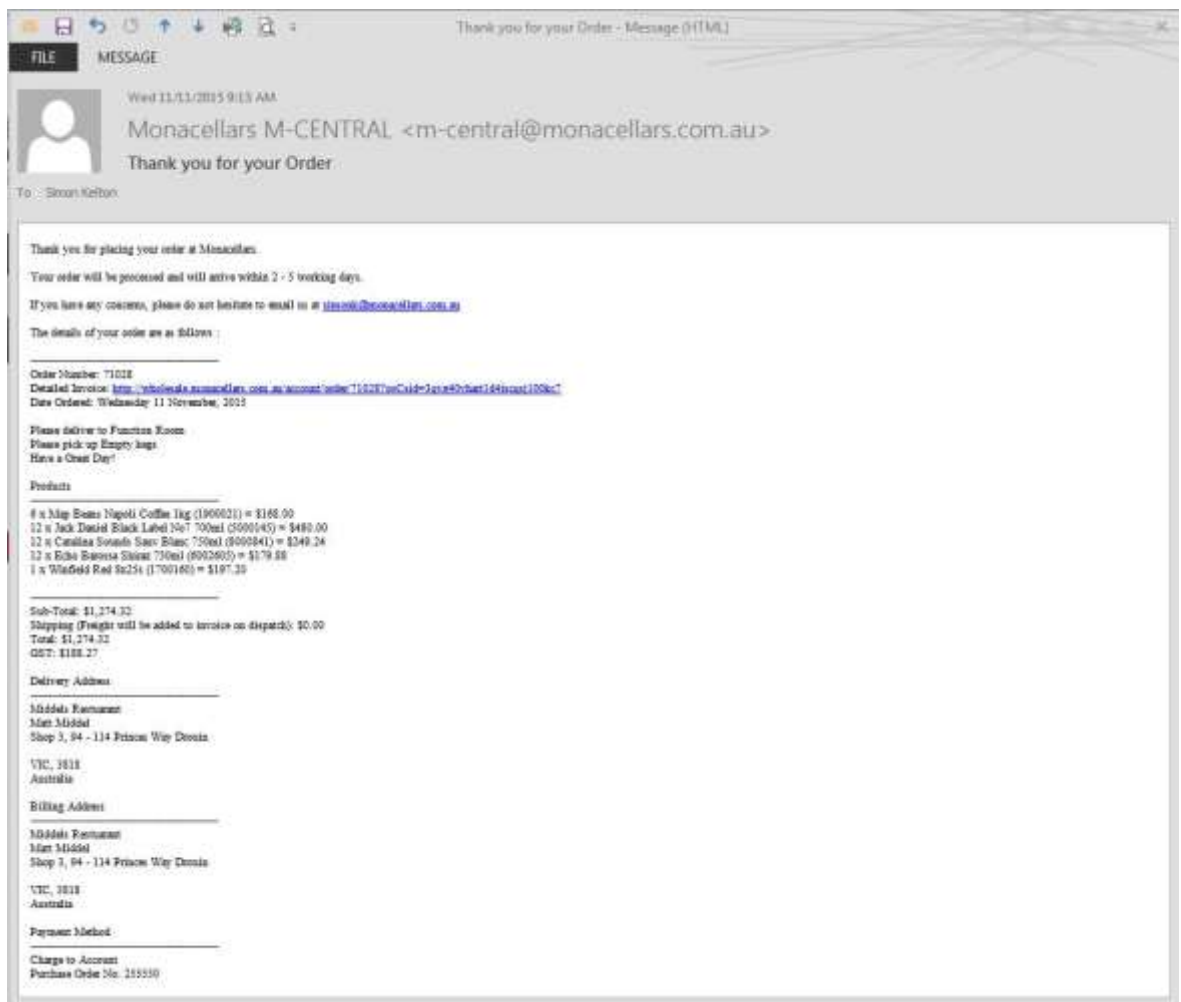 Thank you for your Order - Message (HTML)
FILE MESSAGE
Wed 11/11/2015 9:13 AM
Monacellars M-CENTRAL <m-central@monacellars.com.au>
Thank you for your Order
To Simon Kelton
Thank you for placing your order at Monacellars.
Your order will be processed and will arrive within 2 - 5 working days.
If you have any concerns, please do not hesitate to email us at
The details of your order are as follows :
Order Number: 71028
Detailed Invoice:
Date Ordered: Wednesday 11 November, 2015
Please deliver to Function Room
Please pick up Empty kegs
Have a Great Day!
Products
x Map Beans Napoli Coffee 1kg (1900021) = $168.00
12 x Jack Daniel Black Label No7 700ml (5000145) = $480.00
12 x Catalina Sounds Sauv Blanc 750ml (8090841) = $249.24
12 x Echo Barossa Shiraz 750ml (6002605) = $179.88
1 x Winfield Red 8x25s (1700160) = $197.20
Sub-Total: $1,274.32
Shipping (Freight will be added to invoice on dispatch): $0.00
Total: $1,274.32
GST:
Delivery Address
Middels Restaurant
Matt Middel
Shop 3, 94 - 114 Princes Way Drouin
VIC, 3818
Australia
Billing Address
Middels Restaurant
Matt Middel
Shop 3, 94 - 114 Princes Way Drouin
VIC, 3818
Australia
Payment Method
Charge to Account
Purchase Order No.